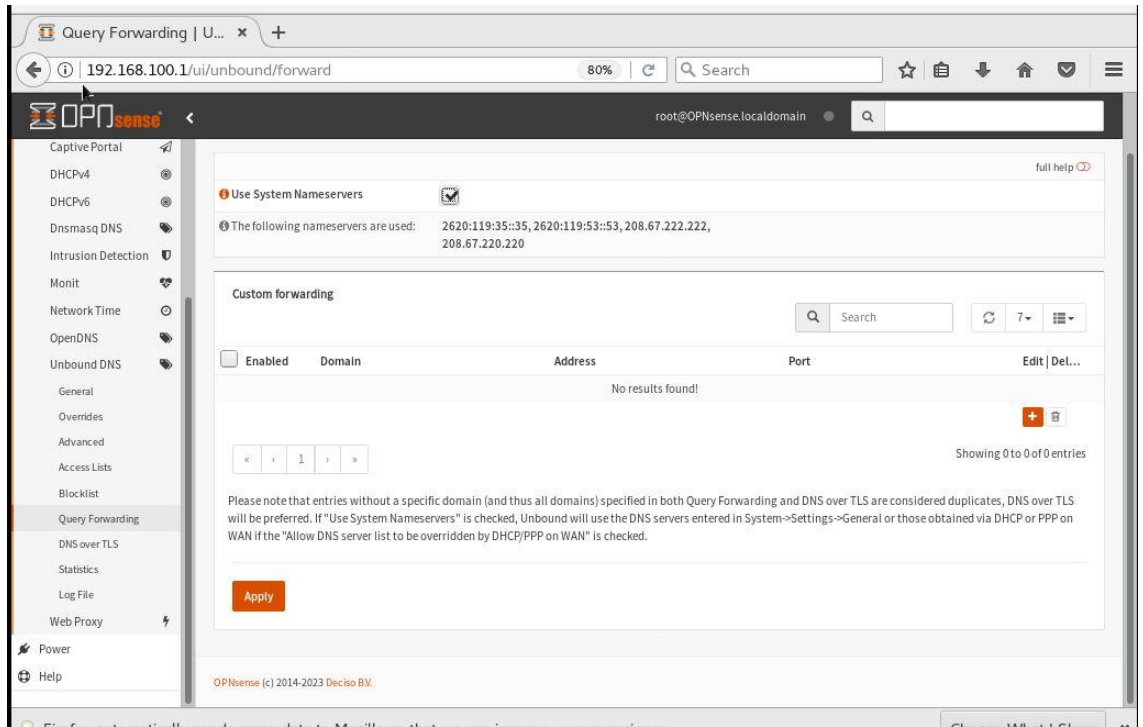 Query Forwarding | U... × +
192.168.100.1/ui/unbound/forward 80% Search
OPNsense root@OPNsense.localdomain
Captive Portal
DHCPv4
DHCPv6
Dnsmasq DNS
Intrusion Detection
Monit
Network Time
OpenDNS
Unbound DNS
General
Overrides
Advanced
Access Lists
Blocklist
Query Forwarding
DNS over TLS
Statistics
Log File
Web Proxy
Power
Help
full help
Use System Nameservers
The following nameservers are used: 2620:119:35::35, 2620:119:53::53, 208.67.222.222,
208.67.220.220
Custom forwarding
Search 7
Enabled Domain Address Port Edit | Del...
No results found!
« ‹ 1 › »
Showing 0 to 0 of 0 entries
Please note that entries without a specific domain (and thus all domains) specified in both Query Forwarding and DNS over TLS are considered duplicates, DNS over TLS
will be preferred. If "Use System Nameservers" is checked, Unbound will use the DNS servers entered in System->Settings->General or those obtained via DHCP or PPP on
WAN if the "Allow DNS server list to be overridden by DHCP/PPP on WAN" is checked.
Apply
OPNsense (c) 2014-2023 Deciso B.V.